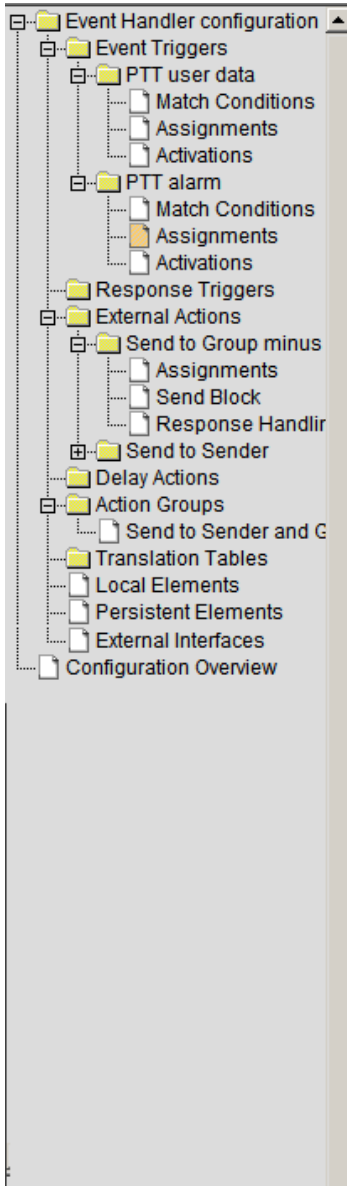 Event Handler configuration
Event Triggers
PTT user data
Match Conditions
Assignments
Activations
PTT alarm
Match Conditions
Assignments
Activations
Response Triggers
External Actions
Send to Group minus
Assignments
Send Block
Response Handlin
Send to Sender
Delay Actions
Action Groups
Send to Sender and G
Translation Tables
Local Elements
Persistent Elements
External Interfaces
Configuration Overview